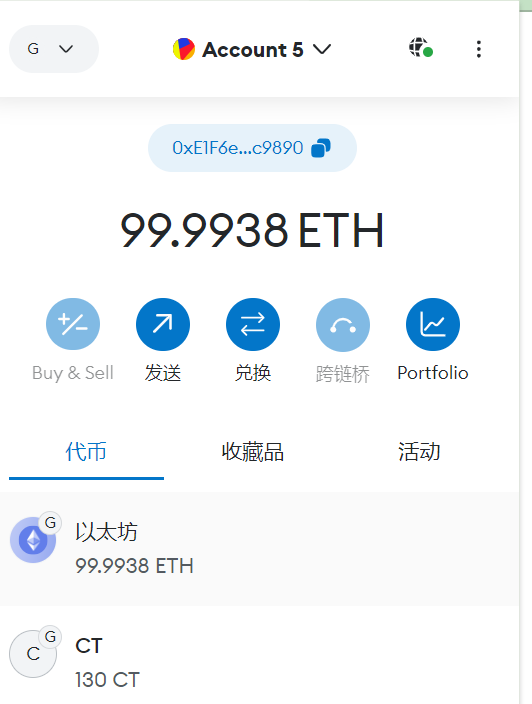 G
Account 5
0xE1F6e...c9890
99.9938 ETH
Buy & Sell
发送
兑换
跨链桥
Portfolio
代币
收藏品
活动
G
以太坊
99.9938 ETH
C
G
CT
130 CT